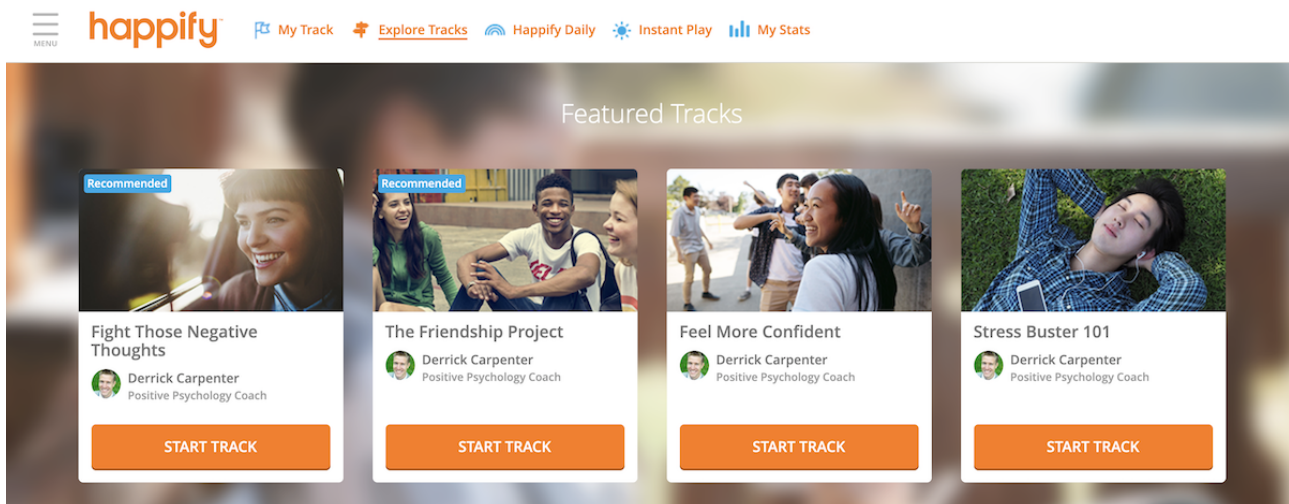 MENU
happify
My Track
Explore Tracks
Happify Daily
Instant Play
My Stats
Featured Tracks
Recommended
Fight Those Negative
Thoughts
Derrick Carpenter
Positive Psychology Coach
START TRACK
Recommended
The Friendship Project
Derrick Carpenter
Positive Psychology Coach
START TRACK
Feel More Confident
Derrick Carpenter
Positive Psychology Coach
START TRACK
Stress Buster 101
Derrick Carpenter
Positive Psychology Coach
START TRACK